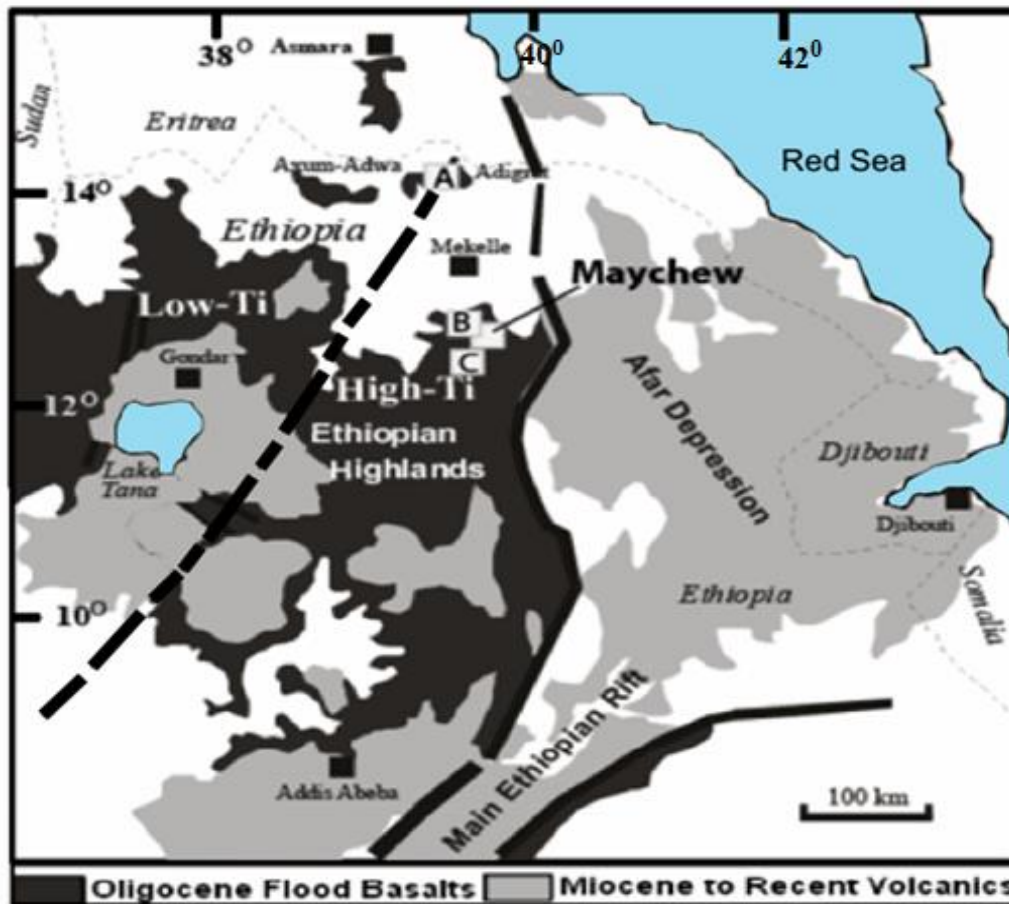 38⁰
Asmara
40⁰
42⁰
Sudan
Eritrea
Red Sea
Axum-Adwa
A
Adigrat
14⁰
Ethiopia
Mekelle
Maychew
Low-Ti
B
Gondar
C
High-Ti
12⁰
Ethiopian
Highlands
Afar Depression
Djibouti
Lake
Tana
Djibouti
Ethiopia
Somalia
10⁰
Main Ethiopian Rift
Addis Abeba
100 km
Oligocene Flood Basalts
Miocene to Recent Volcanics